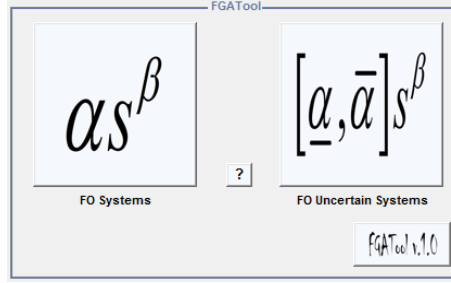 FGATool
αs^β
[α̲,ᾱ]s^β
?
FO Systems
FO Uncertain Systems
FGATool v.1.0